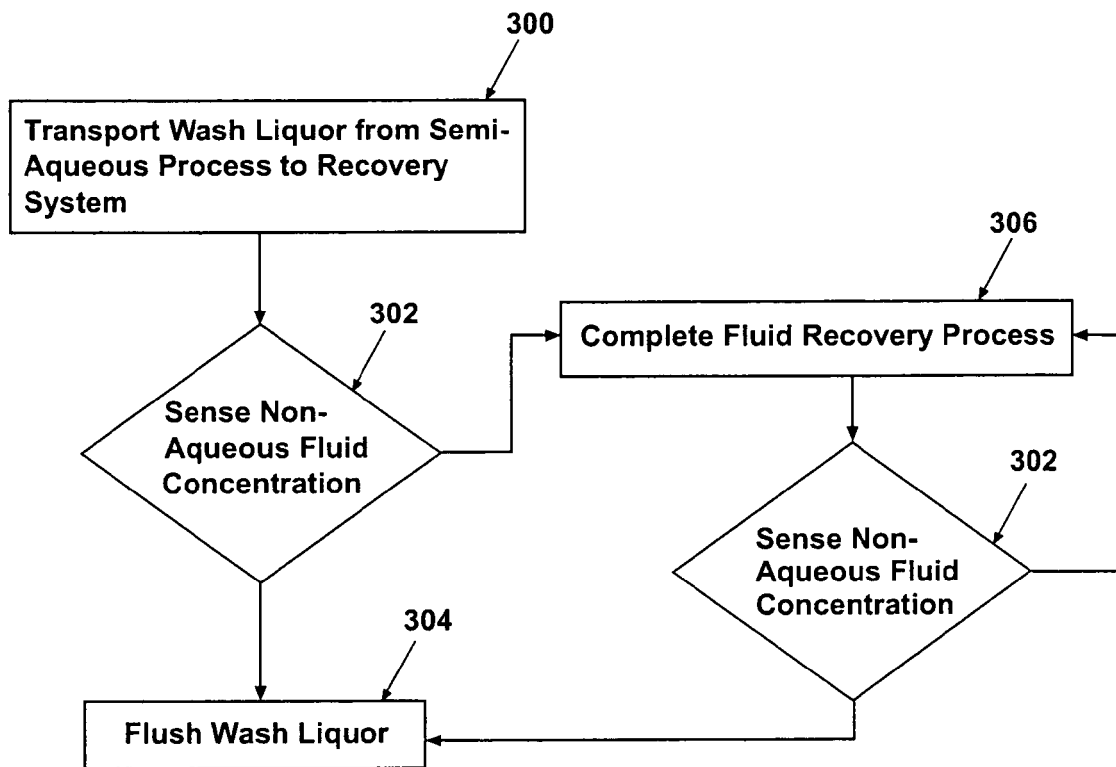 300
Transport Wash Liquor from Semi-
Aqueous Process to Recovery
System
302
Sense Non-
Aqueous Fluid
Concentration
306
Complete Fluid Recovery Process
302
Sense Non-
Aqueous Fluid
Concentration
304
Flush Wash Liquor